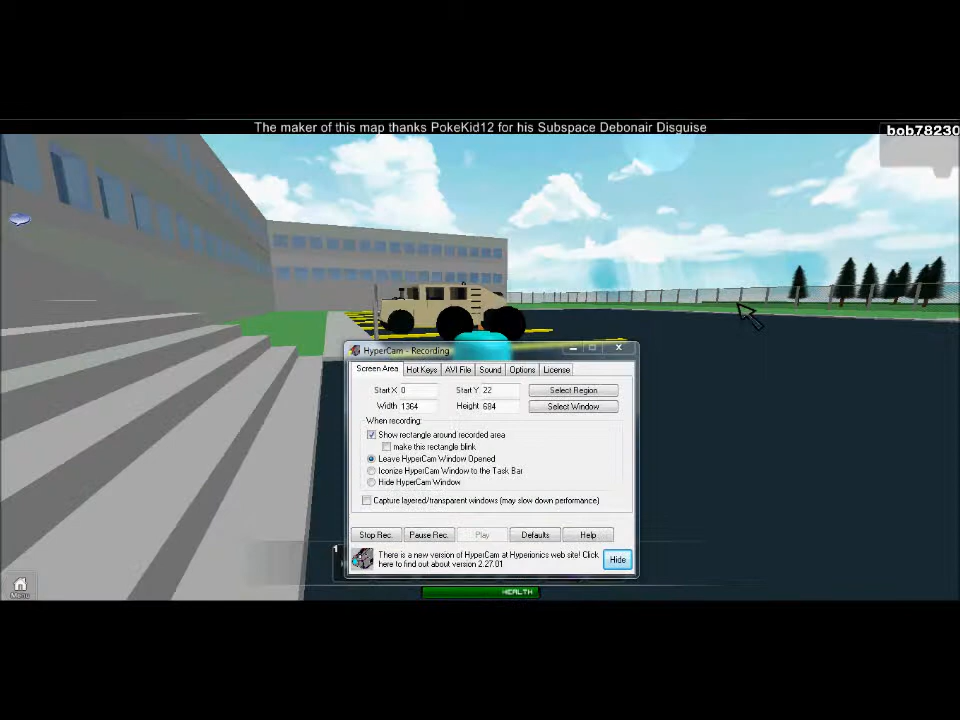 The maker of this map thanks PokeKid12 for his Subspace Debonair Disguise
bob78230
HyperCam - Recording
Screen Area Hot Keys AVI File Sound Options License
Start X 0 Start Y 22 Select Region
Width 1364 Height 684 Select Window
When recording:
Show rectangle around recorded area
make this rectangle blink
Leave HyperCam Window Opened
Iconize HyperCam Window to the Task Bar
Hide HyperCam Window
Capture layered/transparent windows (may slow down performance)
Stop Rec. Pause Rec. Play Defaults Help
1
There is a new version of HyperCam at Hyperionics web site! Click
here to find out about version 2.27.01
Hide
Menu
HEALTH